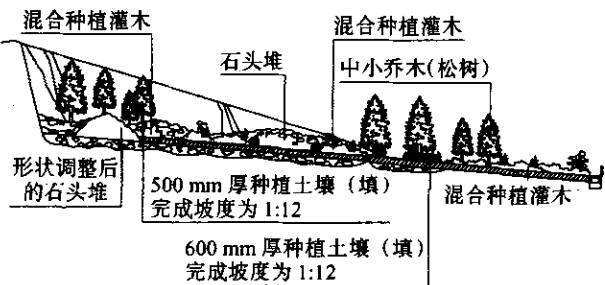 混合种植灌木
混合种植灌木
石头堆
中小乔木(松树)
形状调整后
的石头堆
500 mm 厚种植土壤（填）
完成坡度为 1:12
混合种植灌木
600 mm 厚种植土壤（填）
完成坡度为 1:12